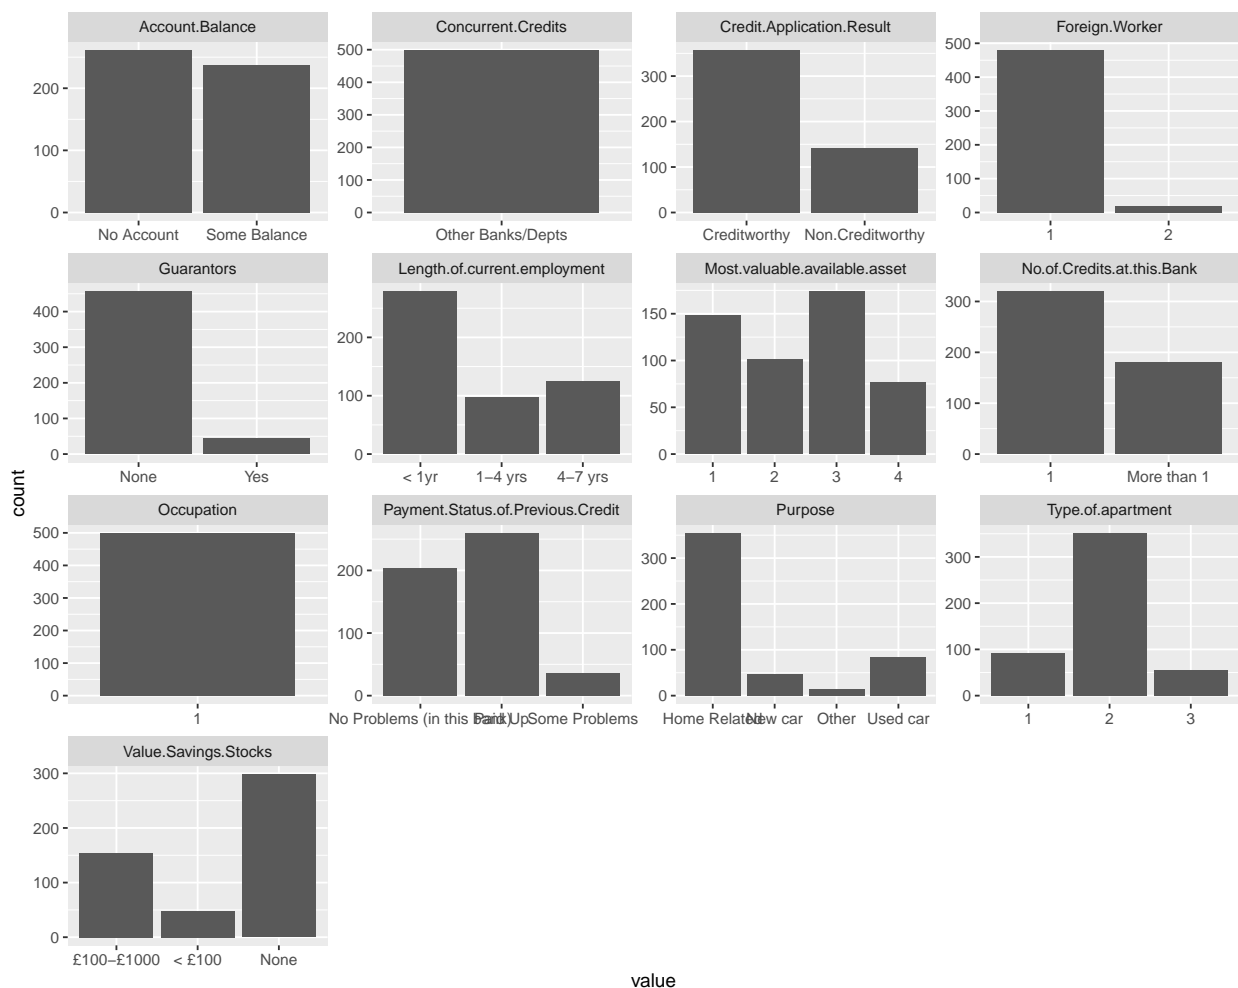 Account.Balance
Concurrent.Credits
Credit.Application.Result
Foreign.Worker
200
100
0
No Account Some Balance
500
400
300
200
100
0
Other Banks/Depts
300
200
100
0
Creditworthy Non.Creditworthy
500
400
300
200
100
0
1 2
Guarantors
Length.of.current.employment
Most.valuable.available.asset
No.of.Credits.at.this.Bank
400
300
200
100
0
None Yes
200
100
0
< 1yr 1–4 yrs 4–7 yrs
150
100
50
0
1 2 3 4
300
200
100
0
1 More than 1
count
Occupation
Payment.Status.of.Previous.Credit
Purpose
Type.of.apartment
500
400
300
200
100
0
1
200
100
0
No Problems (in this bank) Paid Up Some Problems
300
200
100
0
Home Related New car Other Used car
300
200
100
0
1 2 3
Value.Savings.Stocks
300
200
100
0
£100–£1000 < £100 None
value